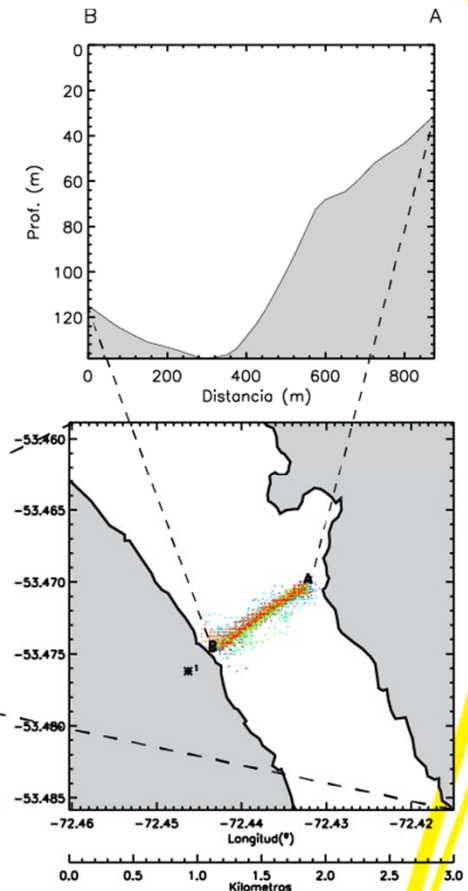 B A
0
20
40
60
80
100
120
Prof. (m)
0 200 400 600 800
Distancia (m)
-53.460
-53.465
-53.470
-53.475
-53.480
-53.485
A
B
1
-72.46 -72.45 -72.44 -72.43 -72.42
Longitud(º)
0.0 0.5 1.0 1.5 2.0 2.5 3.0
Kilometros